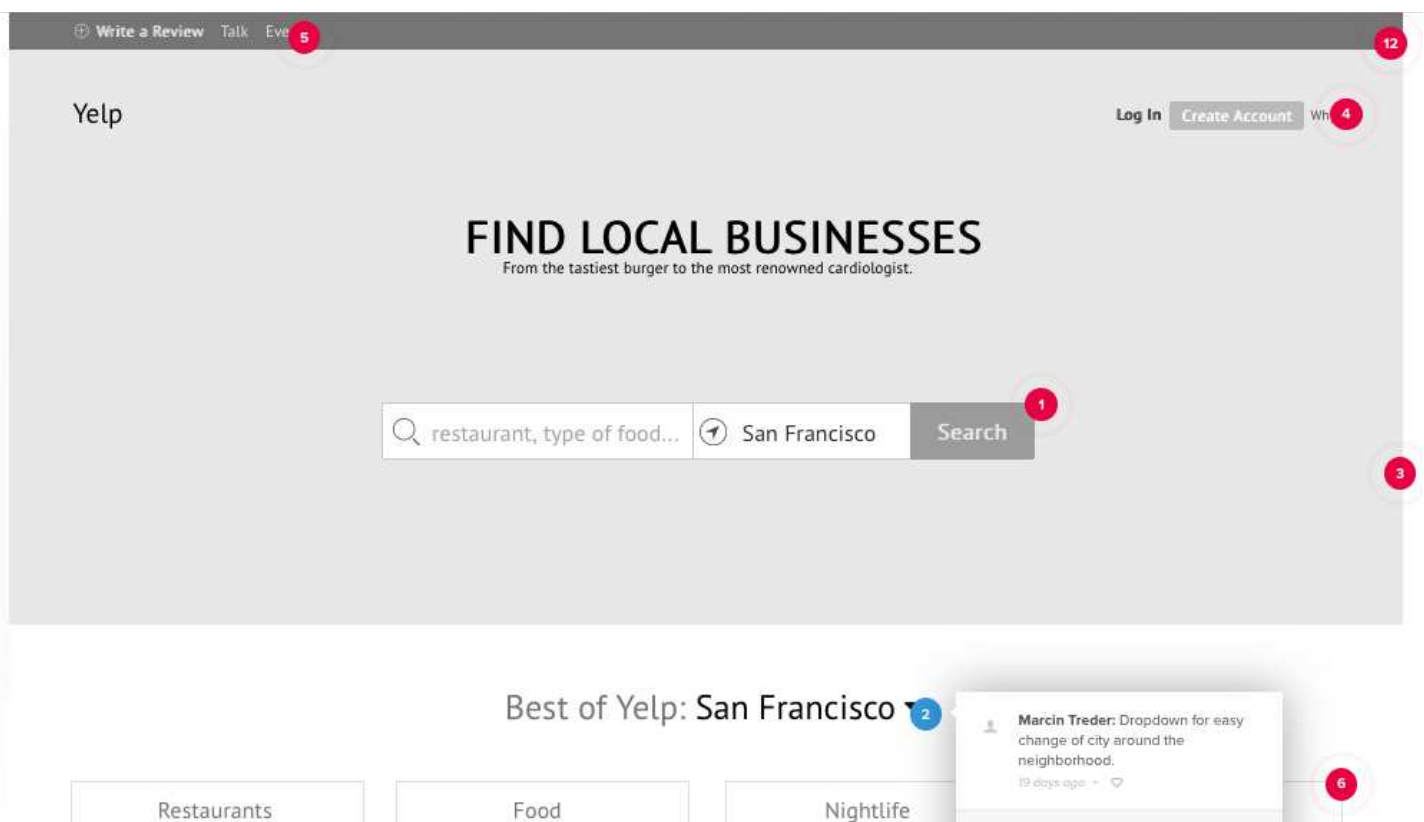 Write a Review Talk Eve 5
12
Yelp
Log In Create Account Wh 4
FIND LOCAL BUSINESSES
From the tastiest burger to the most renowned cardiologist.
1
restaurant, type of food... San Francisco Search
3
Best of Yelp: San Francisco 2
Marcin Treder: Dropdown for easy
change of city around the
neighborhood.
19 days ago
6
Restaurants Food Nightlife